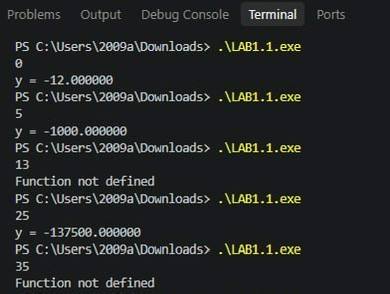 Problems Output Debug Console Terminal Ports
PS C:\Users\2009a\Downloads> .\LAB1.1.exe
0
y = -12.000000
PS C:\Users\2009a\Downloads> .\LAB1.1.exe
5
y = -1000.000000
PS C:\Users\2009a\Downloads> .\LAB1.1.exe
13
Function not defined
PS C:\Users\2009a\Downloads> .\LAB1.1.exe
25
y = -137500.000000
PS C:\Users\2009a\Downloads> .\LAB1.1.exe
35
Function not defined